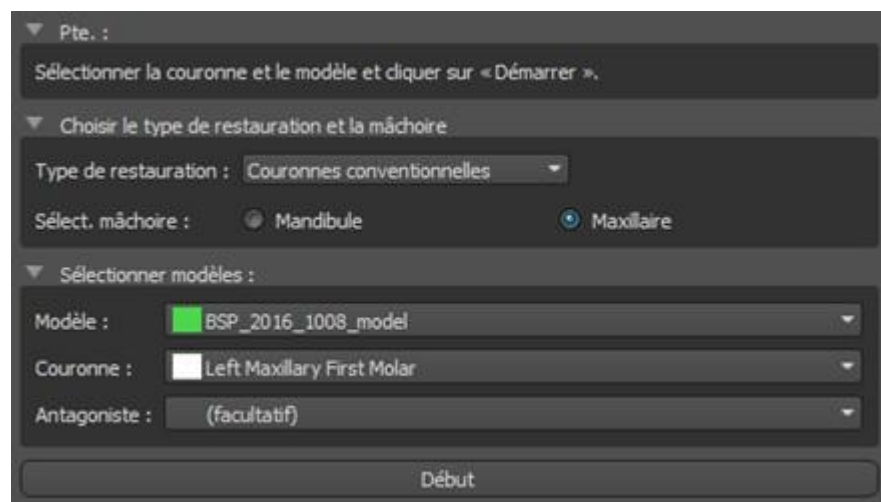 Pte. :
Sélectionner la couronne et le modèle et cliquer sur « Démarrer ».
Choisir le type de restauration et la mâchoire
Type de restauration : Couronnes conventionnelles
Sélect. mâchoire : Mandibule Maxillaire
Sélectionner modèles :
Modèle : BSP_2016_1008_model
Couronne : Left Maxillary First Molar
Antagoniste : (facultatif)
Début